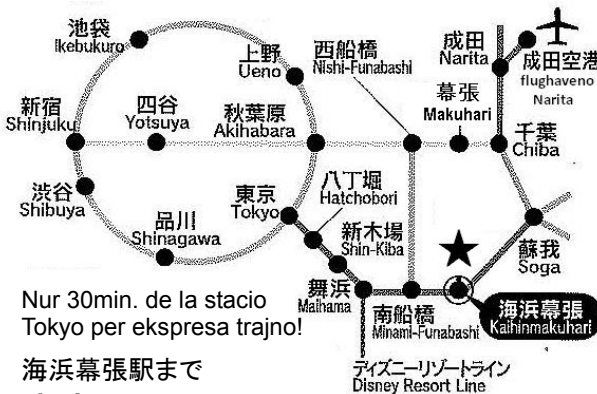 池袋
Ikebukuro
上野
Ueno
西船橋
Nishi-Funabashi
成田
Narita
成田空港
flughaveno
Narita
幕張
Makuhari
新宿
Shinjuku
四谷
Yotsuya
秋葉原
Akihabara
千葉
Chiba
渋谷
Shibuya
東京
Tokyo
八丁堀
Hatchobori
品川
Shinagawa
新木場
Shin-Kiba
蘇我
Soga
舞浜
Maihama
南船橋
Minami-Funabashi
海浜幕張
Kaihinmakuhari
Nur 30min. de la stacio
Tokyo per ekspresa trajno!
ディズニーリゾートライン
Disney Resort Line
海浜幕張駅まで